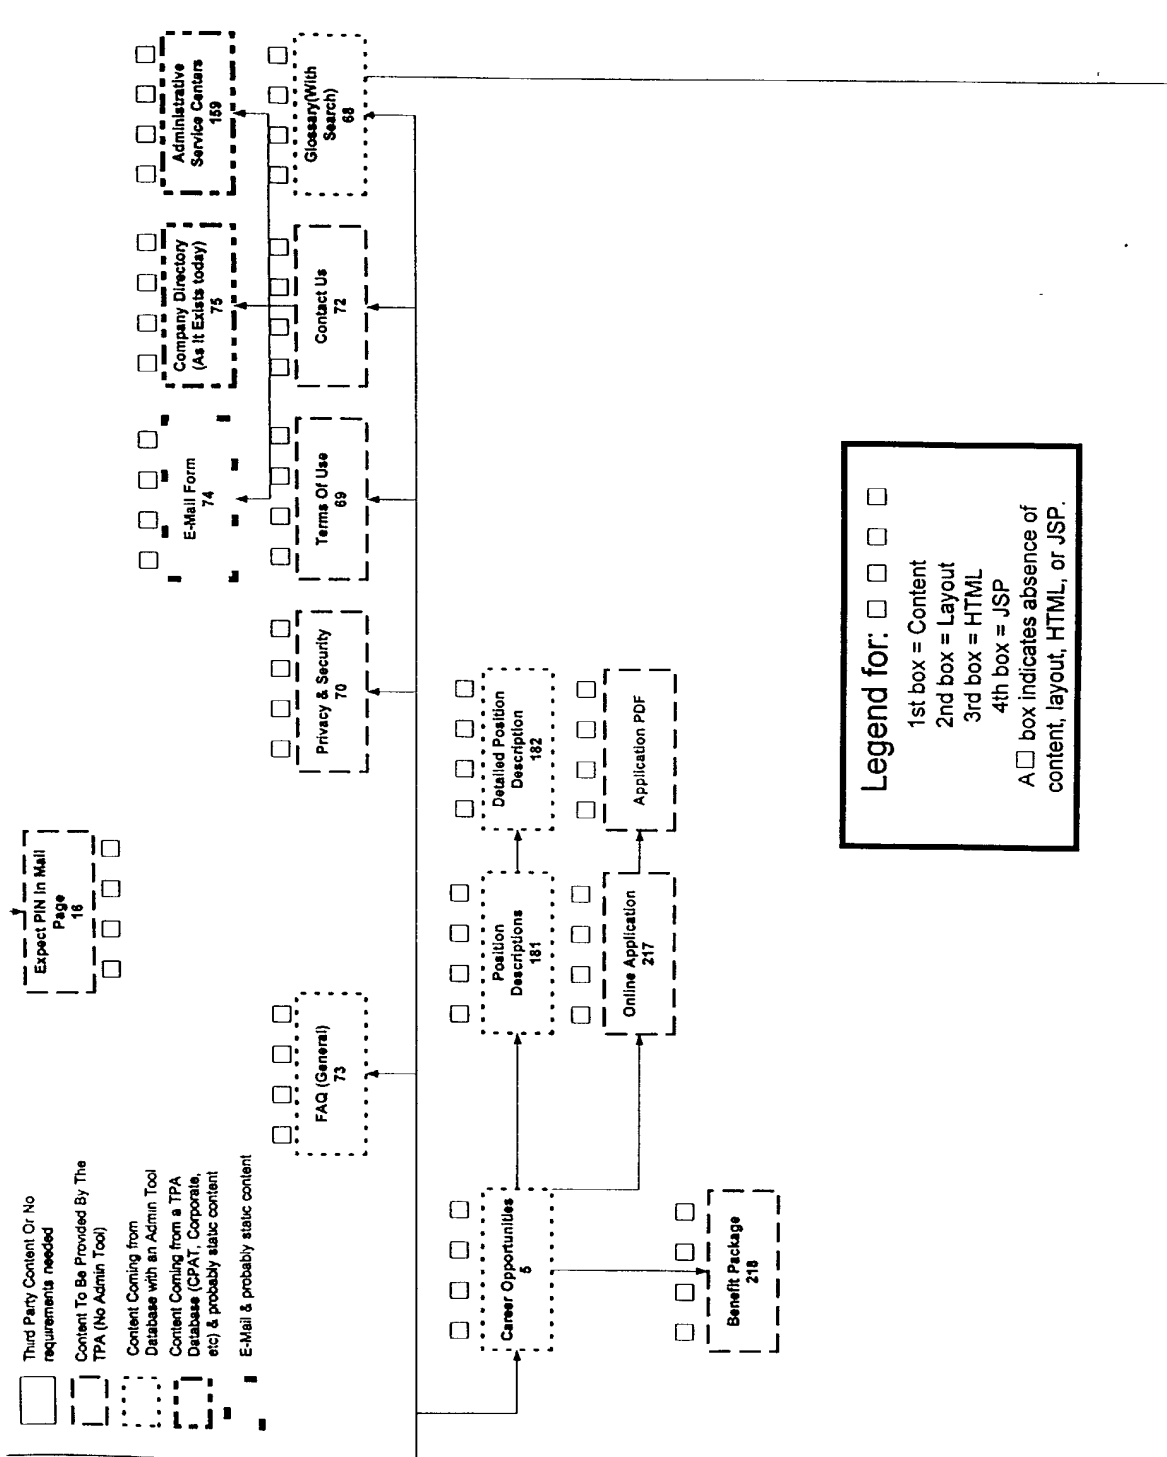 Third Party Content Or No
requirements needed
Content To Be Provided By The
TPA (No Admin Tool)
Content Coming from
Database with an Admin Tool
Content Coming from a TPA
Database (CPAT, Corporate,
etc) & probably static content
E-Mail & probably static content
Expect PIN In Mail
Page
16
E-Mail Form
74
Company Directory
(As It Exists today)
75
Administrative
Service Centers
159
FAQ (General)
73
Privacy & Security
70
Terms Of Use
69
Contact Us
72
Glossary(With
Search)
68
Career Opportunities
5
Position
Descriptions
181
Detailed Position
Description
182
Online Application
217
Application PDF
Benefit Package
218
Legend for:
1st box = Content
2nd box = Layout
3rd box = HTML
4th box = JSP
A □ box indicates absence of
content, layout, HTML, or JSP.